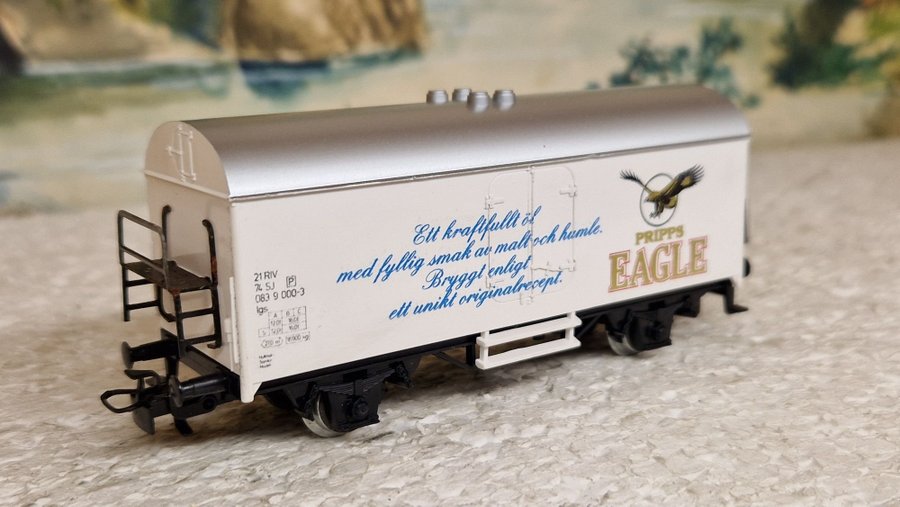 21 RIV
74 SJ P
083 9 000-3
Igs
Ett kraftfullt öl
med fyllig smak av malt och humle.
Bryggt enligt
ett unikt originalrecept.
PRIPPS
EAGLE